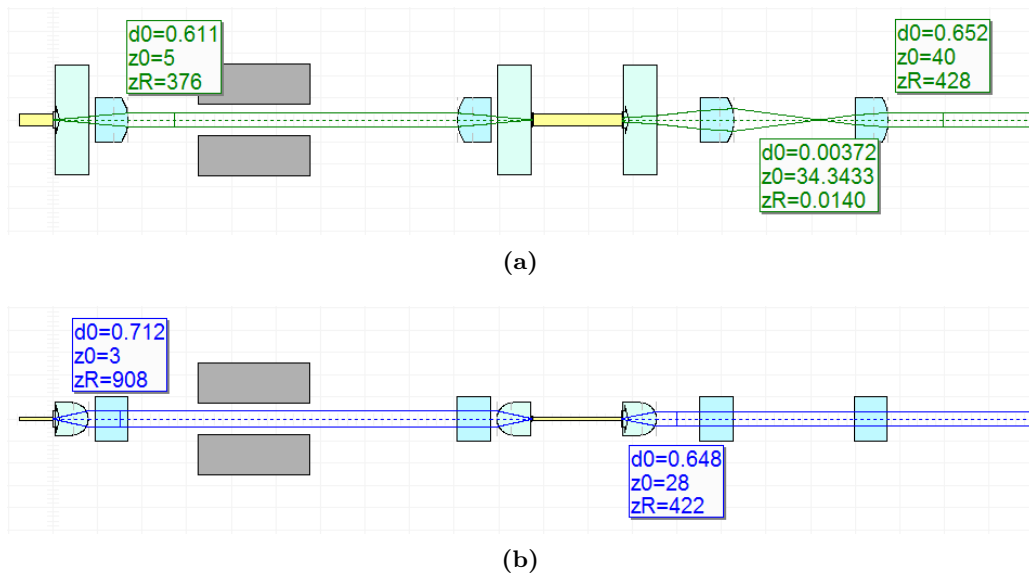 d0=0.611
z0=5
zR=376
d0=0.652
z0=40
zR=428
d0=0.00372
z0=34.3433
zR=0.0140
(a)
d0=0.712
z0=3
zR=908
d0=0.648
z0=28
zR=422
(b)